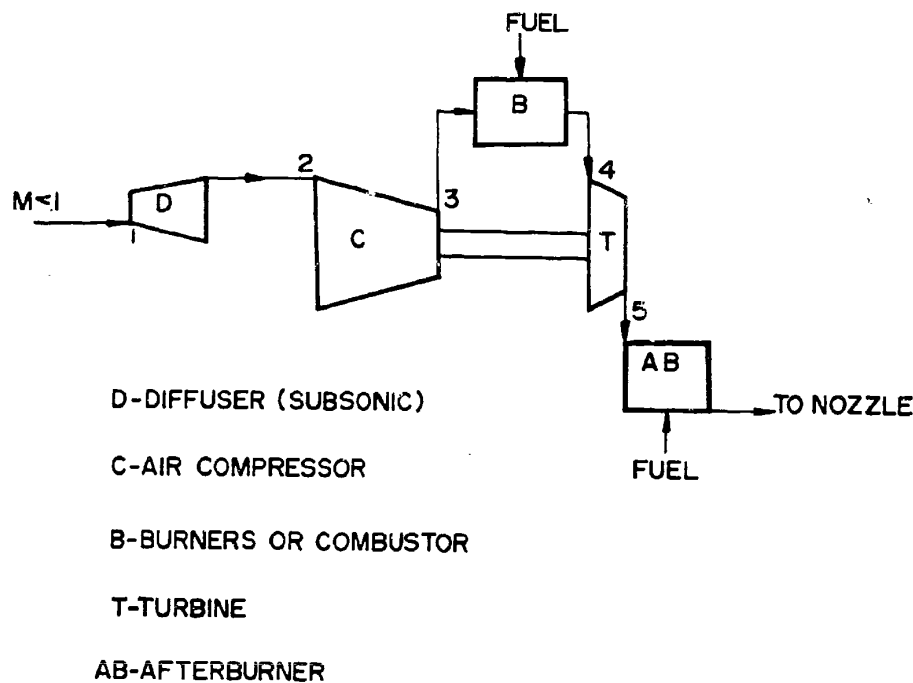 FUEL
B
2
4
M<1
D
3
1
C
T
5
AB
D-DIFFUSER (SUBSONIC)
TO NOZZLE
C-AIR COMPRESSOR
FUEL
B-BURNERS OR COMBUSTOR
T-TURBINE
AB-AFTERBURNER